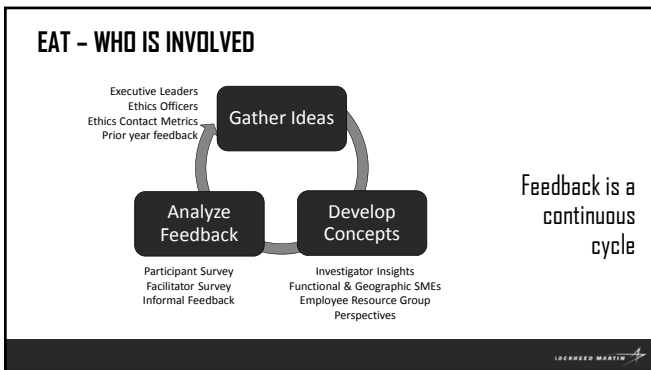 EAT – WHO IS INVOLVED
Executive Leaders
Ethics Officers
Ethics Contact Metrics
Prior year feedback
Gather Ideas
Analyze
Feedback
Develop
Concepts
Participant Survey
Facilitator Survey
Informal Feedback
Investigator Insights
Functional & Geographic SMEs
Employee Resource Group
Perspectives
Feedback is a
continuous
cycle
LOCKHEED MARTIN